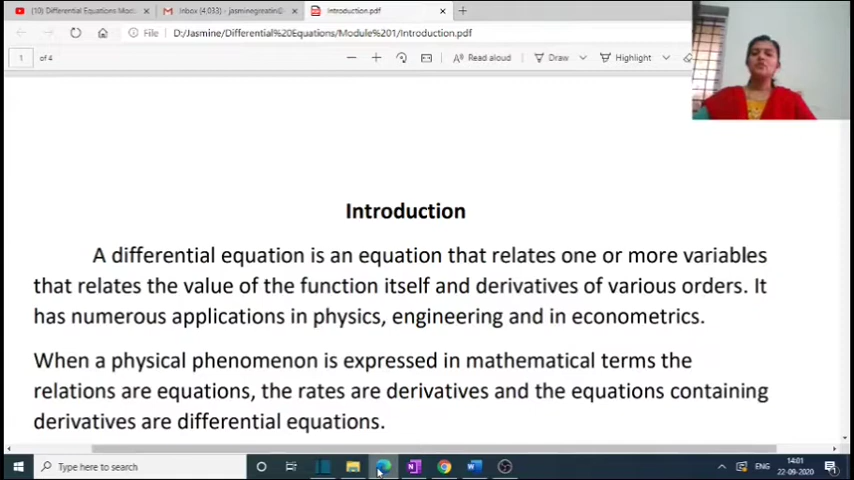 (10) Differential Equations Mod
Inbox (4,033) - jasminegreatin@
Introduction.pdf
File
D:/Jasmine/Differential%20Equations/Module%201/Introduction.pdf
1 of 4
Read aloud
Draw
Highlight
Introduction
A differential equation is an equation that relates one or more variables
that relates the value of the function itself and derivatives of various orders. It
has numerous applications in physics, engineering and in econometrics.
When a physical phenomenon is expressed in mathematical terms the
relations are equations, the rates are derivatives and the equations containing
derivatives are differential equations.
Type here to search
ENG
14:01
22-09-2020